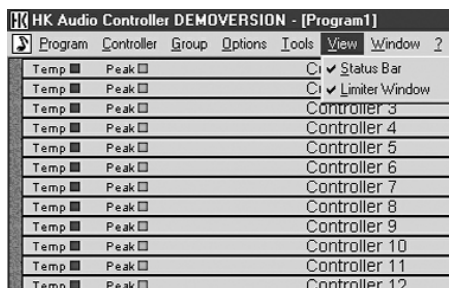 HK HK Audio Controller DEMOVERSION - [Program1]
Program Controller Group Options Tools View Window ?
Temp Peak
✓ Status Bar
Temp Peak
✓ Limiter Window
Temp Peak Controller 3
Temp Peak Controller 4
Temp Peak Controller 5
Temp Peak Controller 6
Temp Peak Controller 7
Temp Peak Controller 8
Temp Peak Controller 9
Temp Peak Controller 10
Temp Peak Controller 11
Temp Peak Controller 12